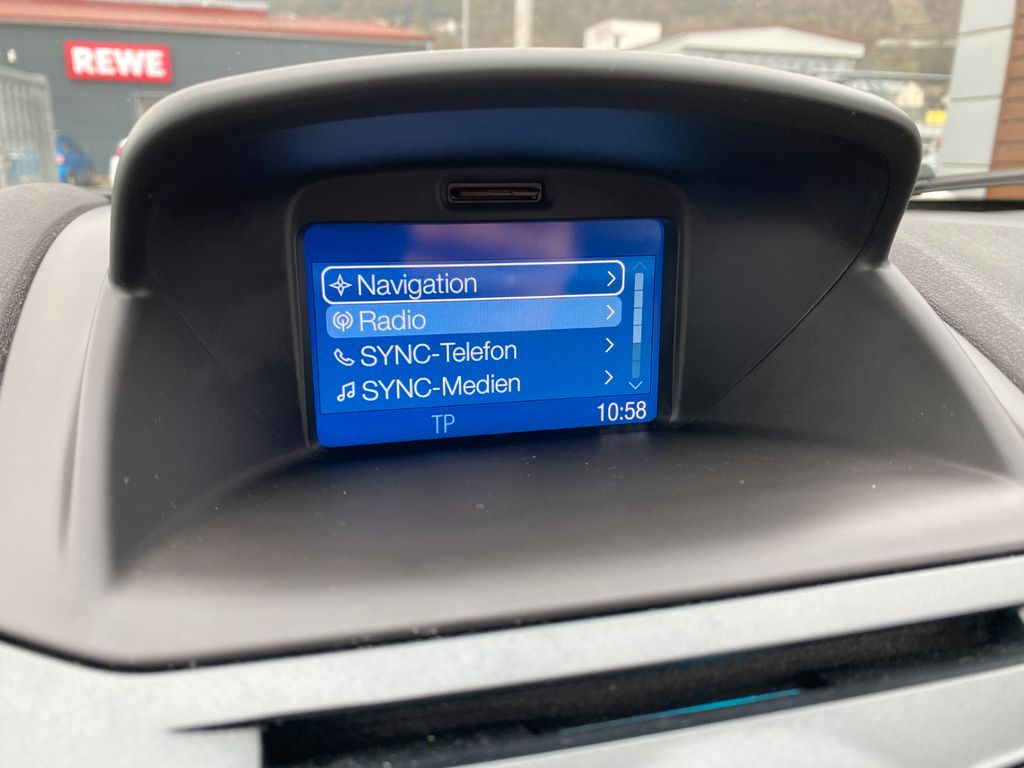 REWE
Navigation
Radio
SYNC-Telefon
SYNC-Medien
TP 10:58